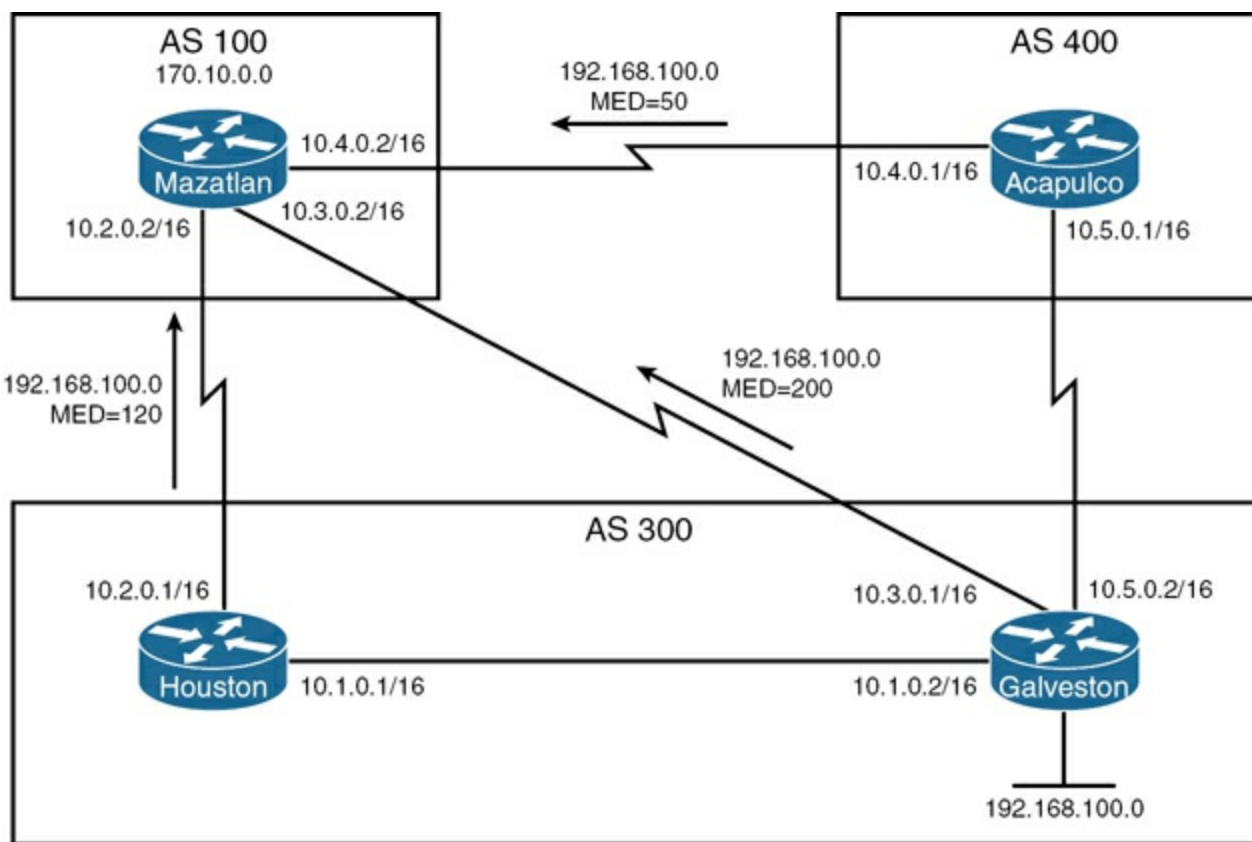 AS 100
170.10.0.0
AS 400
192.168.100.0
MED=50
10.4.0.2/16
Mazatlan
10.4.0.1/16
Acapulco
10.3.0.2/16
10.2.0.2/16
10.5.0.1/16
192.168.100.0
MED=120
192.168.100.0
MED=200
AS 300
10.2.0.1/16
10.3.0.1/16
10.5.0.2/16
Houston
10.1.0.1/16
10.1.0.2/16
Galveston
192.168.100.0